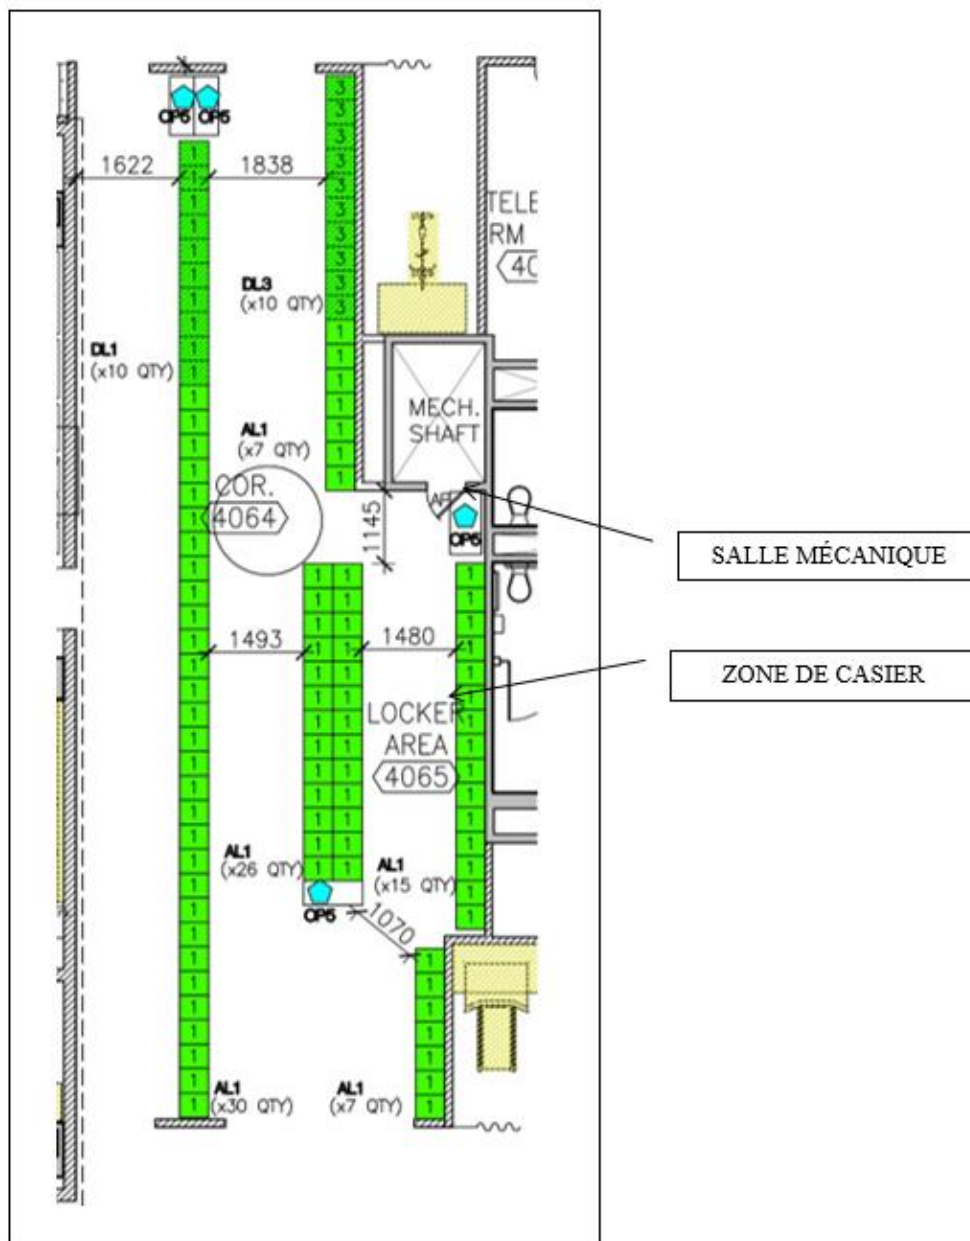 OP5 OP5
1622
1838
TELE
RM
40
DL3
(x10 QTY)
DL1
(x10 QTY)
MECH.
SHAFT
AL1
(x7 QTY)
COR.
4064
1145
OP5
SALLE MÉCANIQUE
1493
1480
ZONE DE CASIER
LOCKER
AREA
4065
AL1
(x26 QTY)
AL1
(x15 QTY)
OP5
1070
AL1
(x30 QTY)
AL1
(x7 QTY)